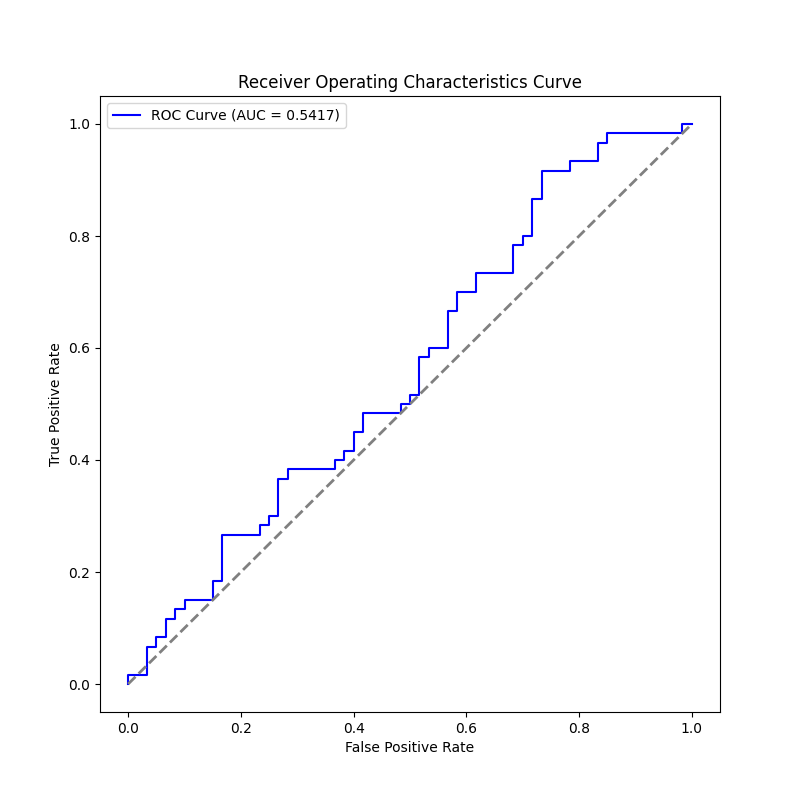 Receiver Operating Characteristics Curve
ROC Curve (AUC = 0.5417)
1.0
0.8
0.6
0.4
0.2
0.0
True Positive Rate
0.0 0.2 0.4 0.6 0.8 1.0
False Positive Rate